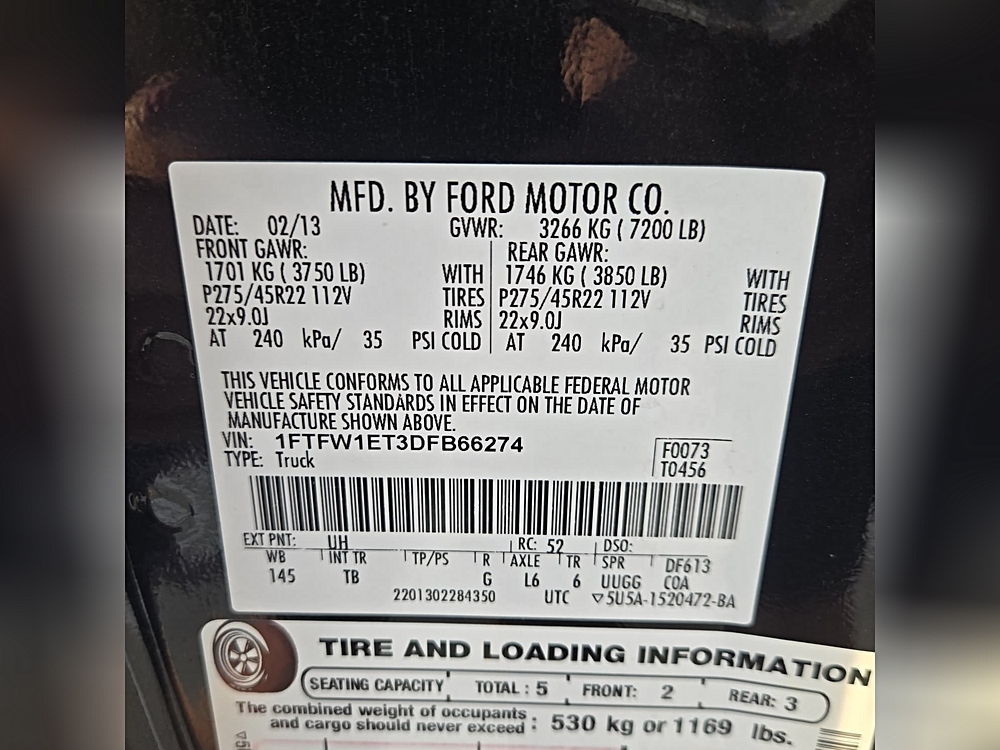 MFD. BY FORD MOTOR CO.
DATE: 02/13 GVWR: 3266 KG ( 7200 LB)
FRONT GAWR: REAR GAWR:
1701 KG ( 3750 LB) WITH 1746 KG ( 3850 LB) WITH
P275/45R22 112V TIRES P275/45R22 112V TIRES
22x9.0J RIMS 22x9.0J RIMS
AT 240 kPa/ 35 PSI COLD AT 240 kPa/ 35 PSI COLD
THIS VEHICLE CONFORMS TO ALL APPLICABLE FEDERAL MOTOR
VEHICLE SAFETY STANDARDS IN EFFECT ON THE DATE OF
MANUFACTURE SHOWN ABOVE.
VIN: 1FTFW1ET3DFB66274
TYPE: Truck
F0073
T0456
EXT PNT: UH RC: 52 DSO:
WB INT TR TP/PS R AXLE TR SPR DF613
145 TB G L6 6 UUGG COA
2201302284350 UTC ▽5U5A-1520472-BA
TIRE AND LOADING INFORMATION
SEATING CAPACITY TOTAL : 5 FRONT: 2 REAR: 3
The combined weight of occupants
and cargo should never exceed : 530 kg or 1169 lbs.